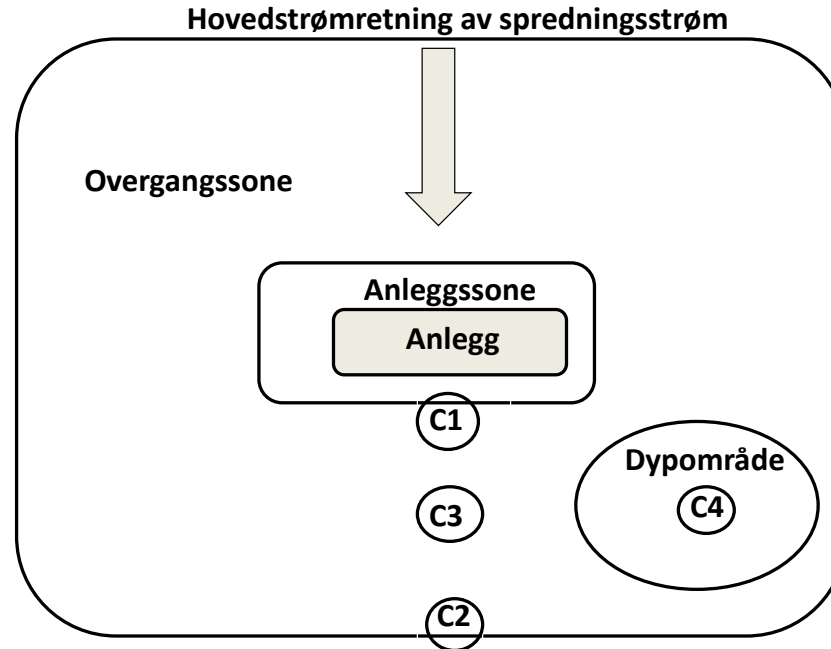 Hovedstrømretning av spredningsstrøm
Overgangssone
Anleggssone
Anlegg
C1
Dypområde
C4
C3
C2